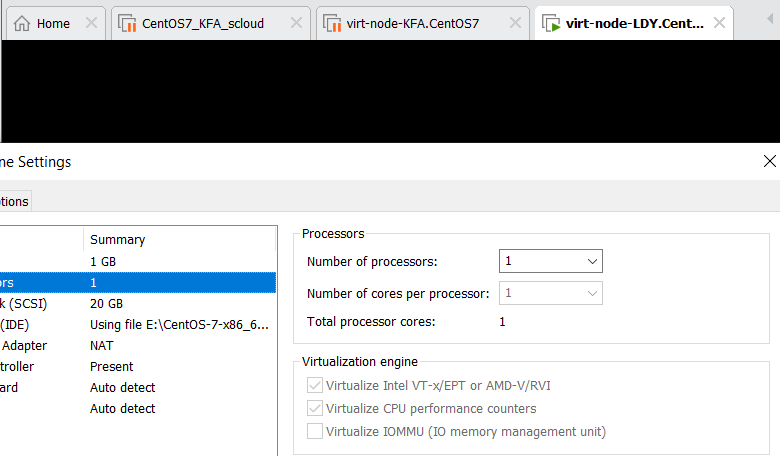 Home CentOS7_KFA_scloud virt-node-KFA.CentOS7 virt-node-LDY.Cent...
ne Settings
tions
Summary
1 GB
ors 1
k (SCSI) 20 GB
(IDE) Using file E:\CentOS-7-x86_6...
Adapter NAT
troller Present
ard Auto detect
Auto detect
Processors
Number of processors: 1
Number of cores per processor: 1
Total processor cores: 1
Virtualization engine
Virtualize Intel VT-x/EPT or AMD-V/RVI
Virtualize CPU performance counters
Virtualize IOMMU (IO memory management unit)